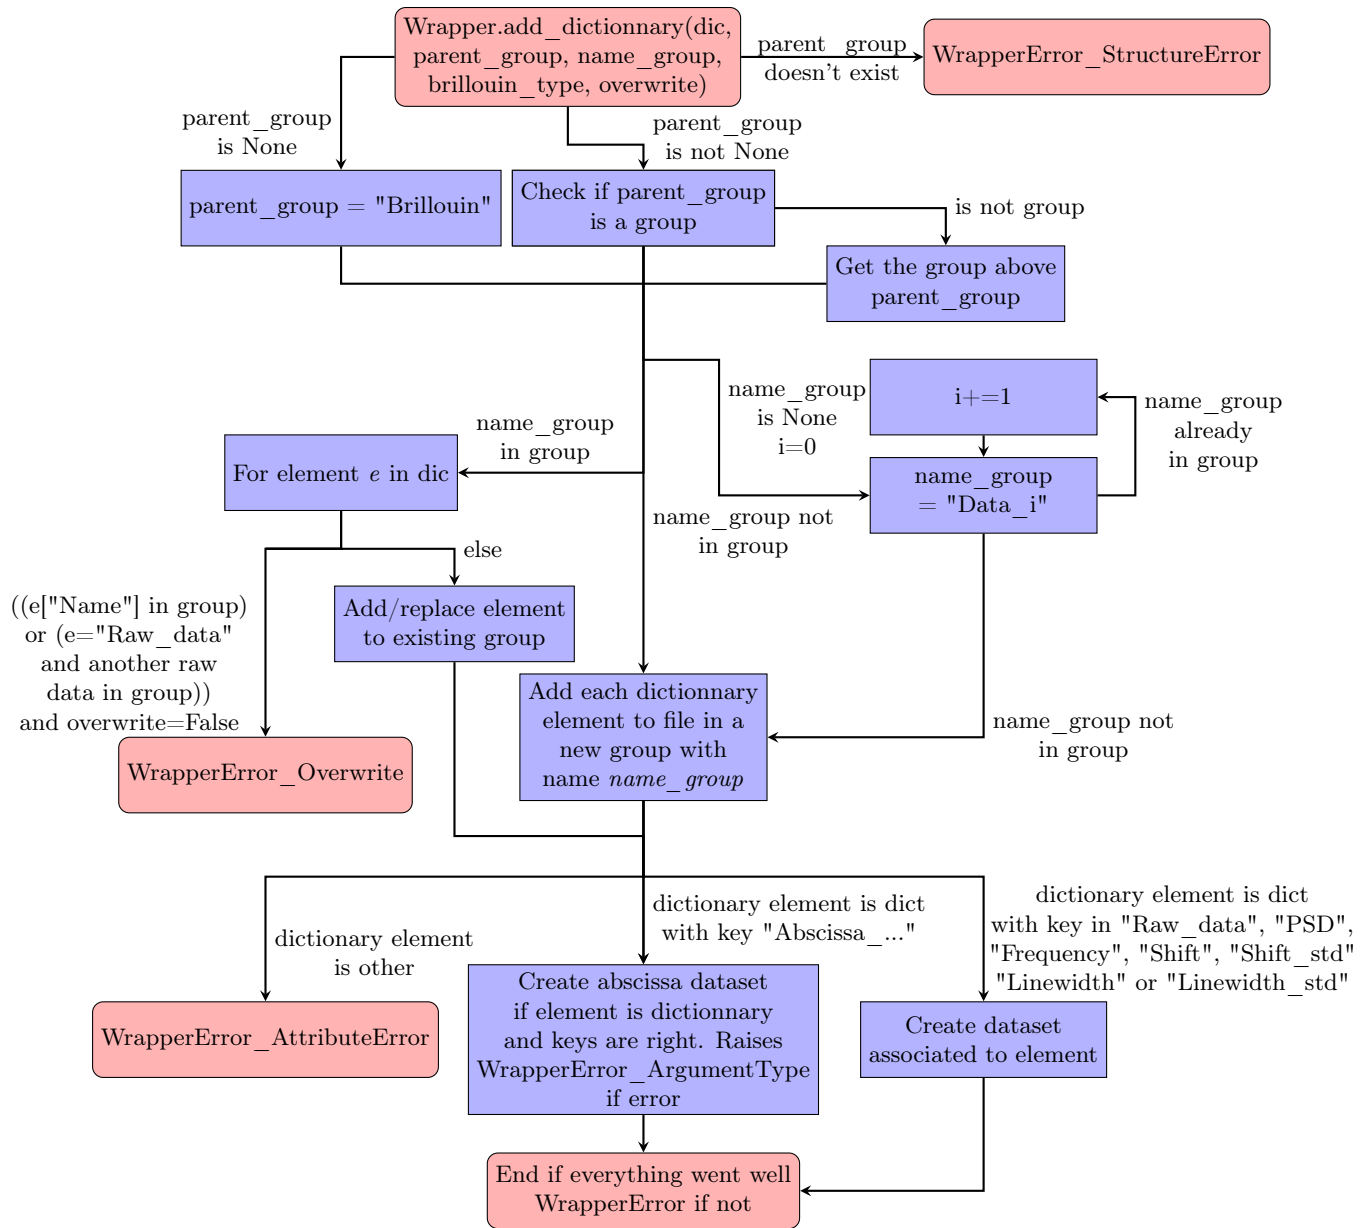 Wrapper.add_dictionnary(dic,
parent_group, name_group,
brillouin_type, overwrite)
parent_group
doesn't exist
WrapperError_StructureError
parent_group
is None
parent_group
is not None
parent_group = "Brillouin"
Check if parent_group
is a group
is not group
Get the group above
parent_group
name_group
is None
i=0
i+=1
name_group
already
in group
name_group
in group
For element e in dic
name_group
= "Data_i"
name_group not
in group
else
((e["Name"] in group)
or (e="Raw_data"
and another raw
data in group))
and overwrite=False
Add/replace element
to existing group
Add each dictionnary
element to file in a
new group with
name name_group
name_group not
in group
WrapperError_Overwrite
dictionary element
is other
dictionary element is dict
with key "Abscissa_..."
dictionary element is dict
with key in "Raw_data", "PSD",
"Frequency", "Shift", "Shift_std"
"Linewidth" or "Linewidth_std"
WrapperError_AttributeError
Create abscissa dataset
if element is dictionnary
and keys are right. Raises
WrapperError_ArgumentType
if error
Create dataset
associated to element
End if everything went well
WrapperError if not